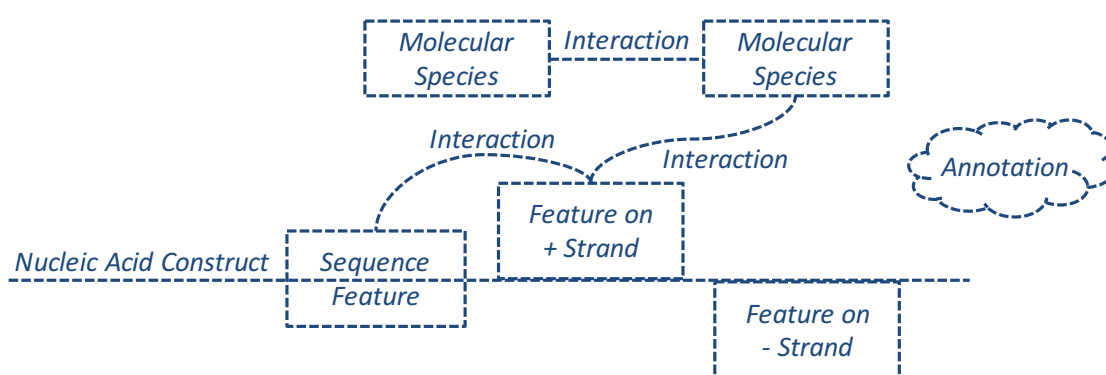 Molecular
Species
Interaction
Molecular
Species
Interaction
Interaction
Annotation
Feature on
+ Strand
Nucleic Acid Construct
Sequence
Feature
Feature on
- Strand